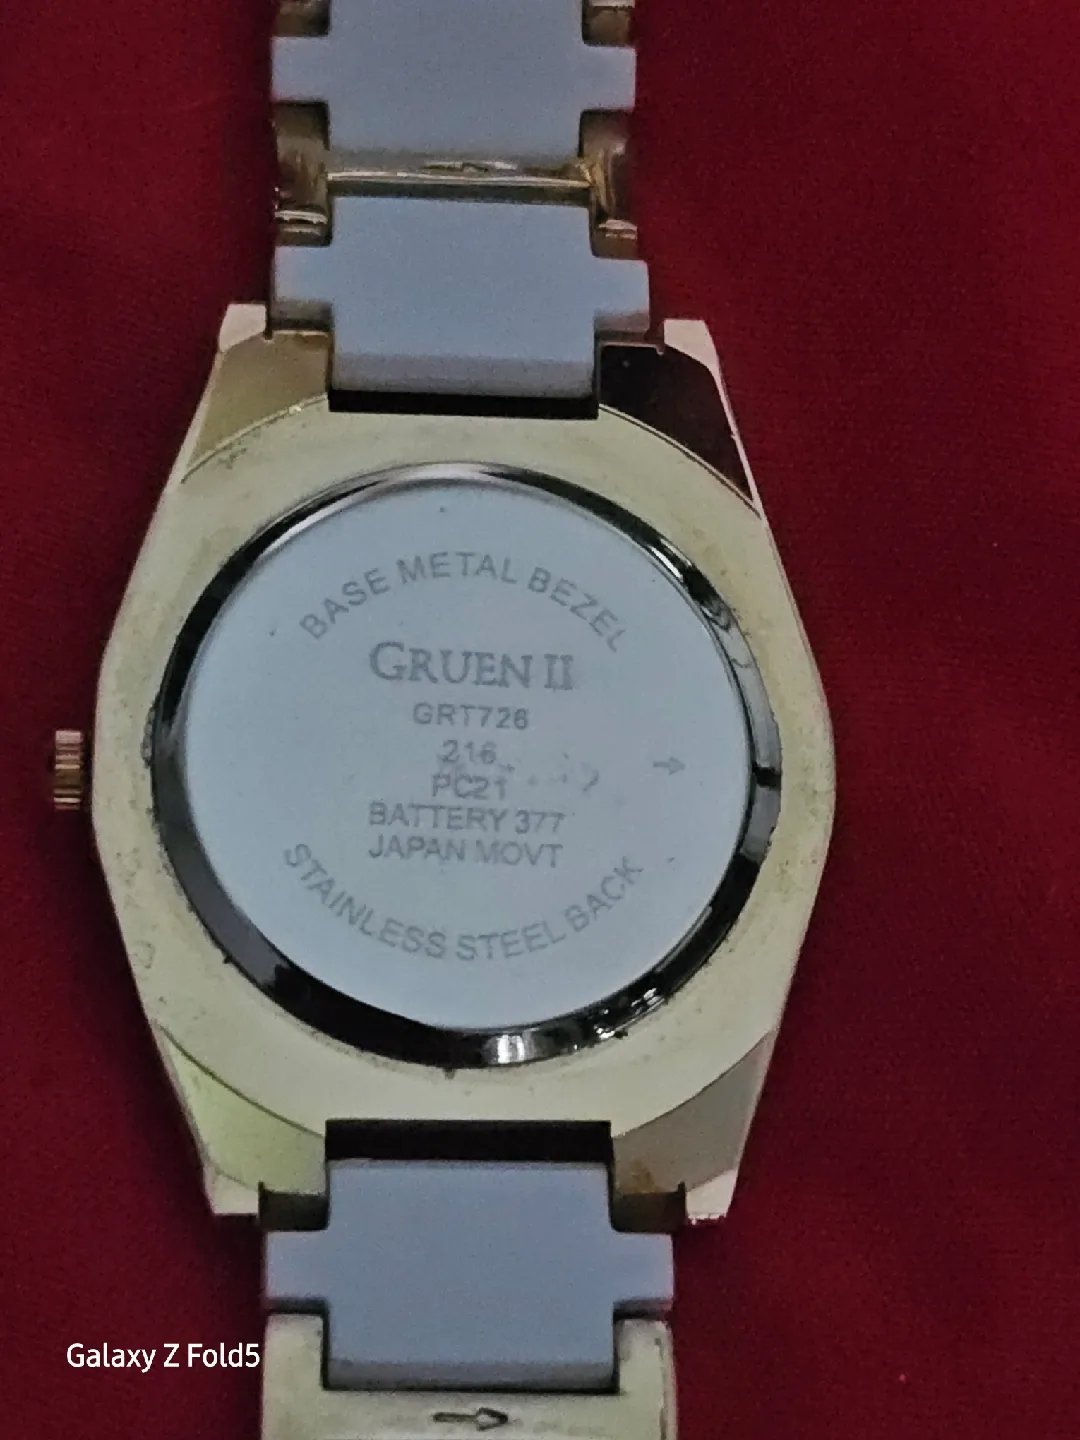 BASE METAL BEZEL
GRUEN II
GRT726
216
PC21
BATTERY 377
JAPAN MOVT
STAINLESS STEEL BACK
Galaxy Z Fold5